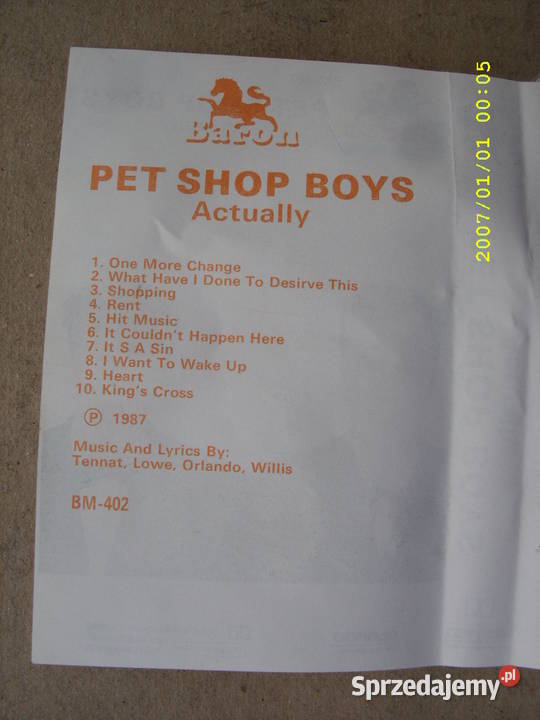 Baron
PET SHOP BOYS
Actually
1. One More Change
2. What Have I Done To Desirve This
3. Shopping
4. Rent
5. Hit Music
6. It Couldn't Happen Here
7. It S A Sin
8. I Want To Wake Up
9. Heart
10. King's Cross
Ⓟ 1987
Music And Lyrics By:
Tennat, Lowe, Orlando, Willis
BM-402
2007/01/01 00:05
Sprzedajemy.pl